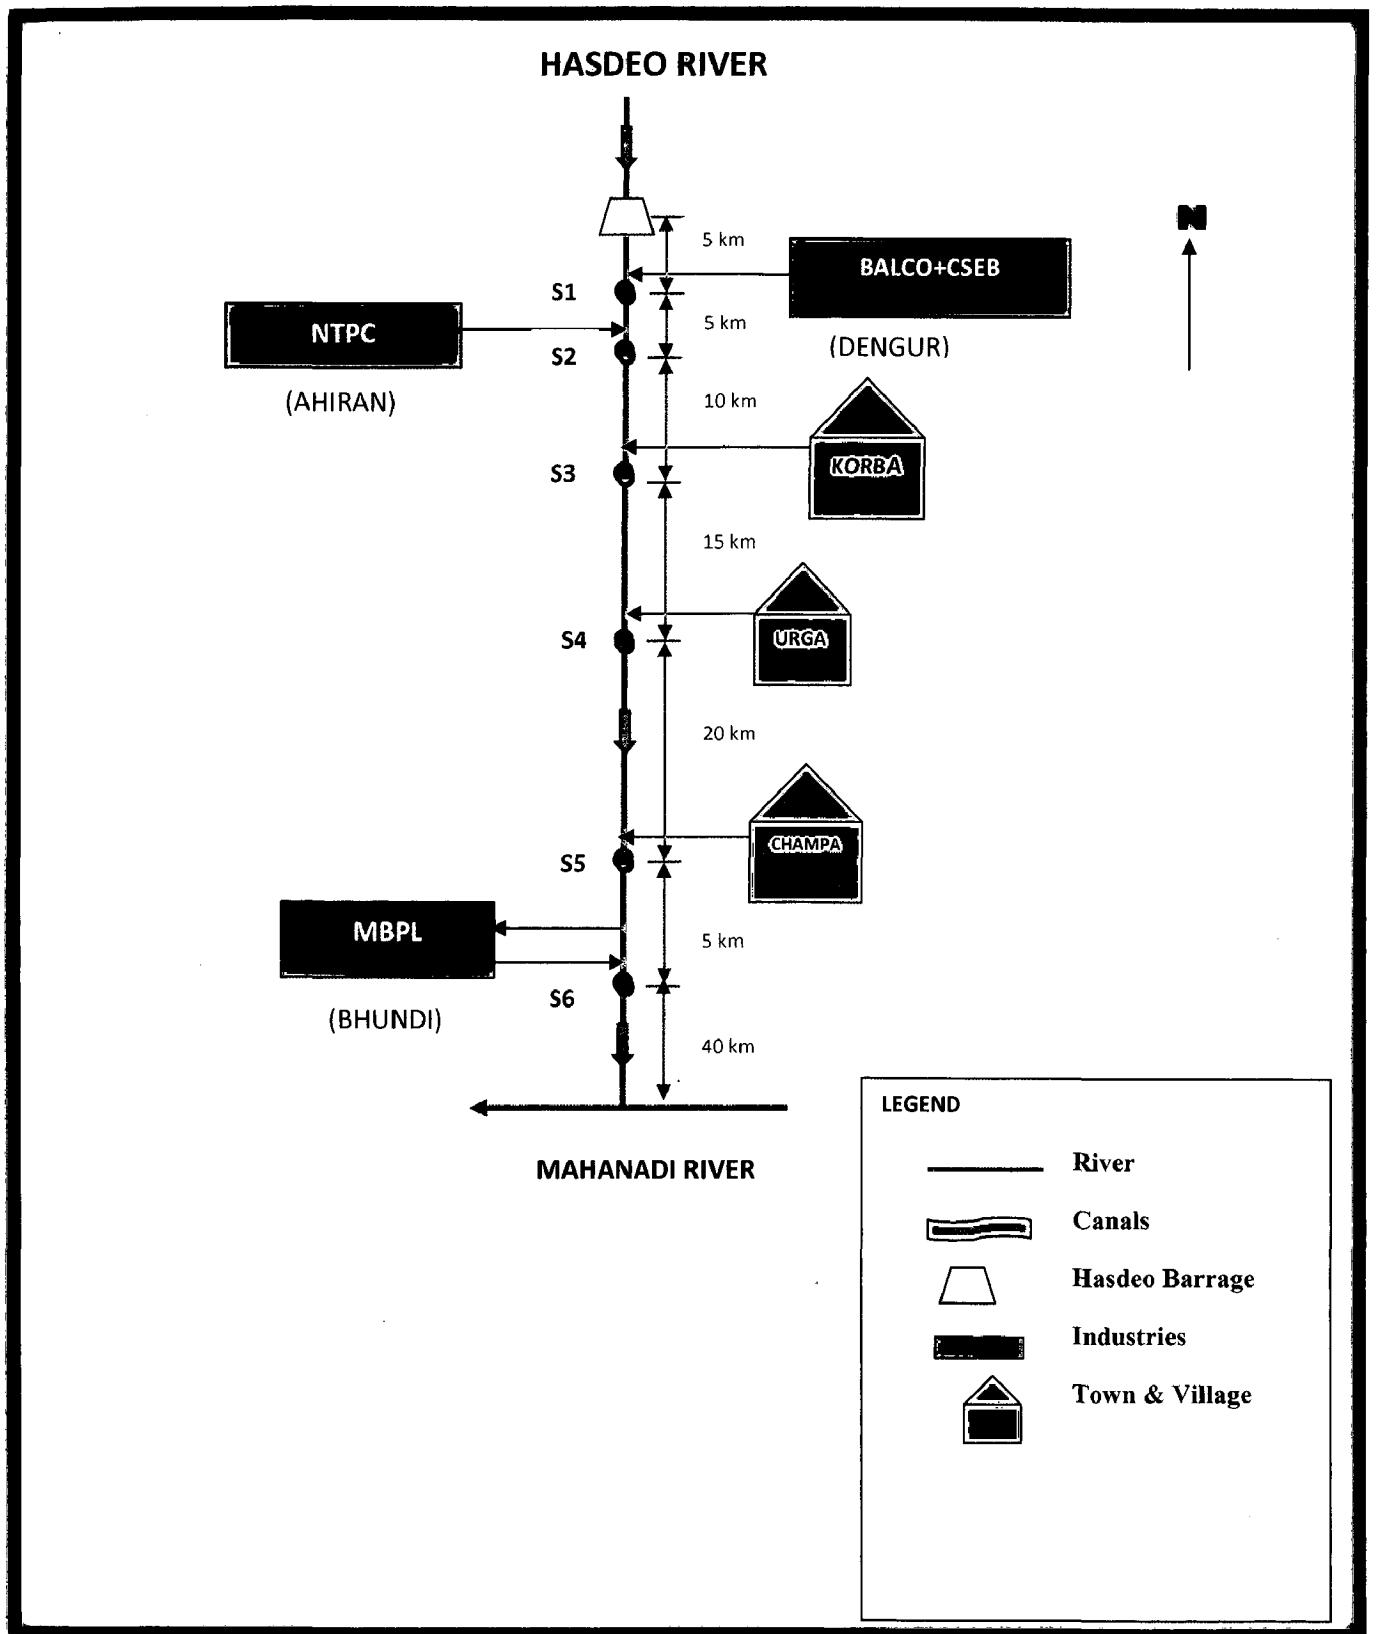 HASDEO RIVER
N
5 km
BALCO+CSEB
S1
NTPC
5 km
(DENGUR)
S2
(AHIRAN)
10 km
KORBA
S3
15 km
URGA
S4
20 km
CHAMPA
S5
MBPL
5 km
S6
(BHUNDI)
40 km
MAHANADI RIVER
LEGEND
River
Canals
Hasdeo Barrage
Industries
Town & Village